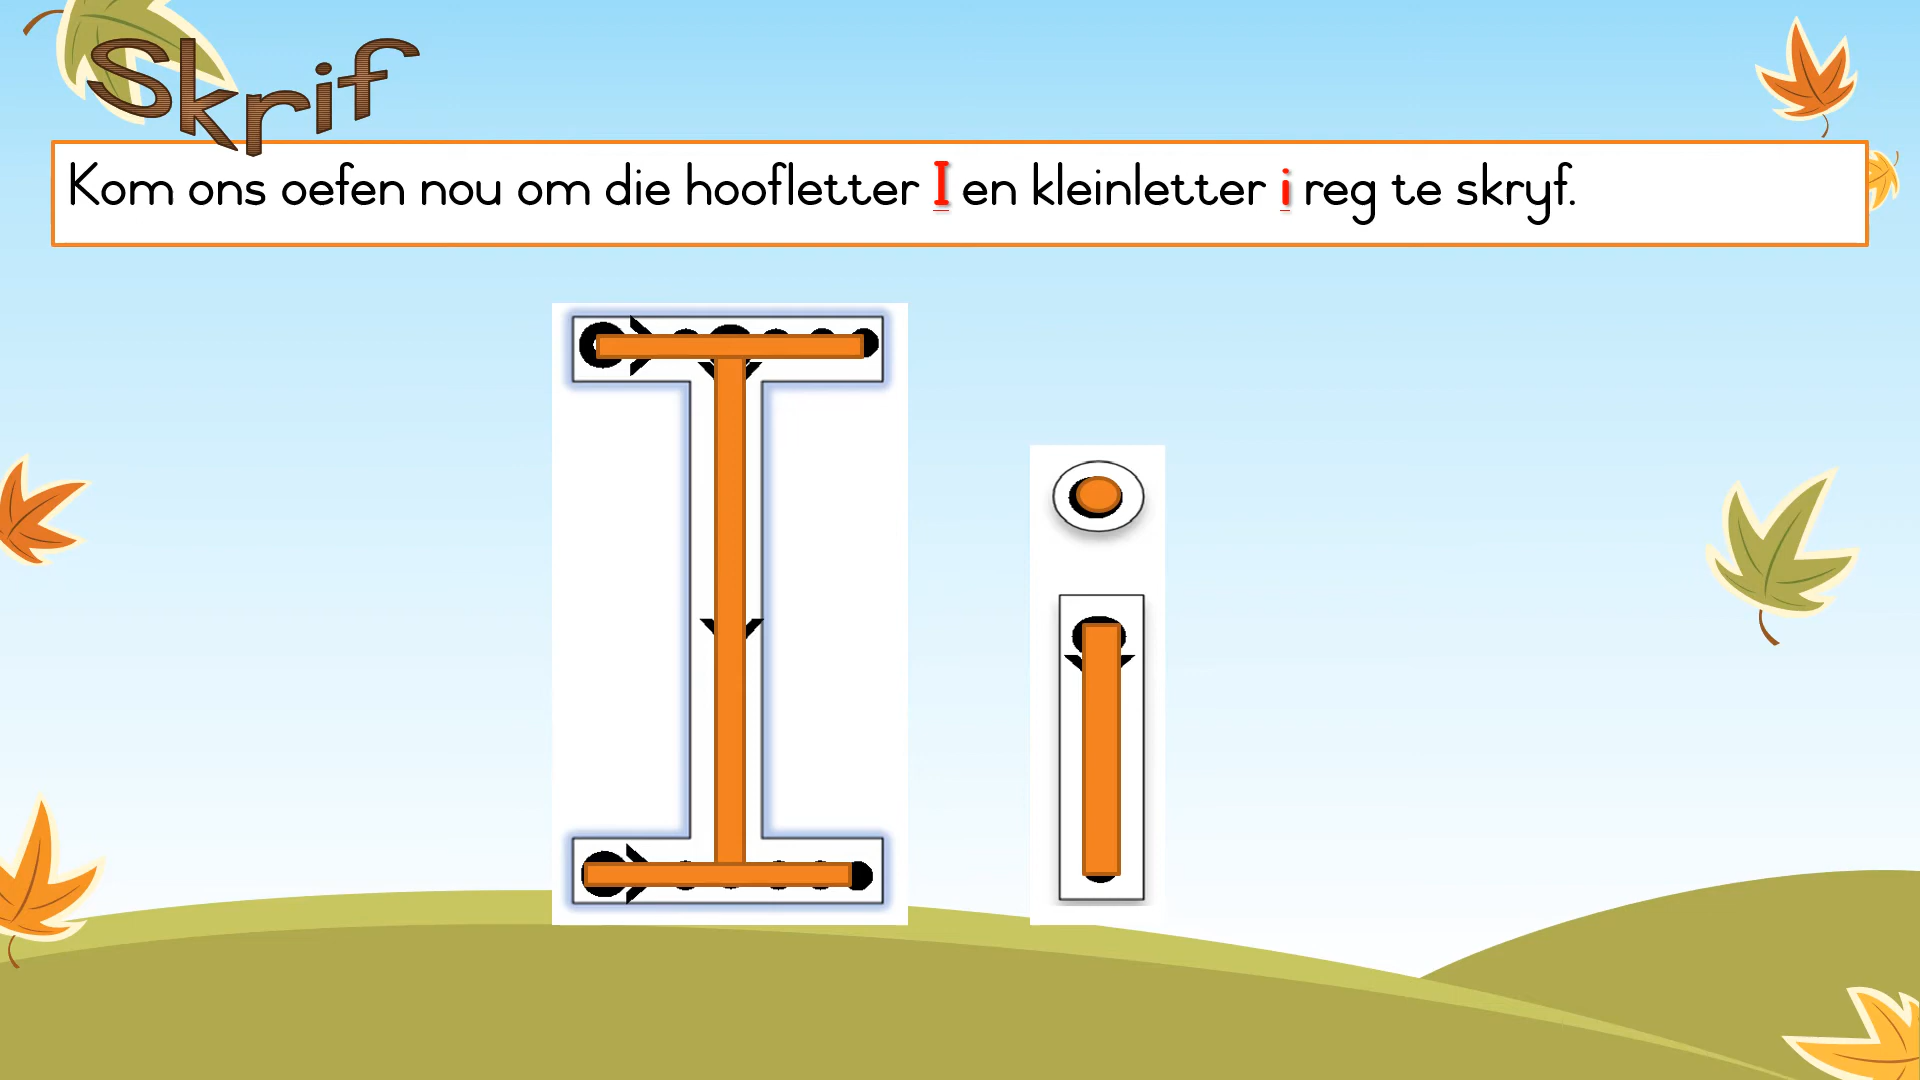 Skrif
Kom ons oefen nou om die hoofletter I en kleinletter i reg te skryf.
I i